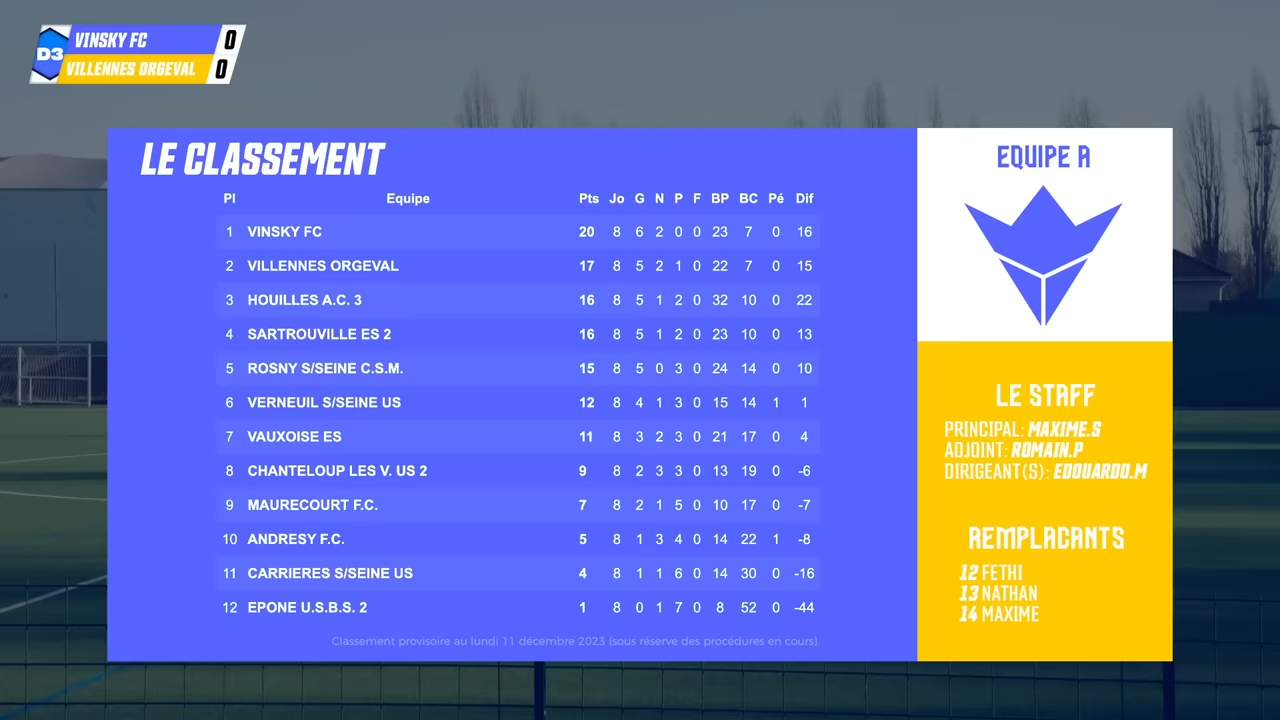 VINSKY FC 0
D3
VILLENNES ORGEVAL 0
LE CLASSEMENT
Pl Equipe Pts Jo G N P F BP BC Pé Dif
1 VINSKY FC 20 8 6 2 0 0 23 7 0 16
2 VILLENNES ORGEVAL 17 8 5 2 1 0 22 7 0 15
3 HOUILLES A.C. 3 16 8 5 1 2 0 32 10 0 22
4 SARTROUVILLE ES 2 16 8 5 1 2 0 23 10 0 13
5 ROSNY S/SEINE C.S.M. 15 8 5 0 3 0 24 14 0 10
6 VERNEUIL S/SEINE US 12 8 4 1 3 0 15 14 1 1
7 VAUXOISE ES 11 8 3 2 3 0 21 17 0 4
8 CHANTELOUP LES V. US 2 9 8 2 3 3 0 13 19 0 -6
9 MAURECOURT F.C. 7 8 2 1 5 0 10 17 0 -7
10 ANDRESY F.C. 5 8 1 3 4 0 14 22 1 -8
11 CARRIERES S/SEINE US 4 8 1 1 6 0 14 30 0 -16
12 EPONE U.S.B.S. 2 1 8 0 1 7 0 8 52 0 -44
Classement provisoire au lundi 11 décembre 2023 (sous réserve des procédures en cours).
EQUIPE A
LE STAFF
PRINCIPAL: MAXIME.S
ADJOINT: ROMAIN.P
DIRIGEANT(S): EDOUARDO.M
REMPLACANTS
12 FETHI
13 NATHAN
14 MAXIME